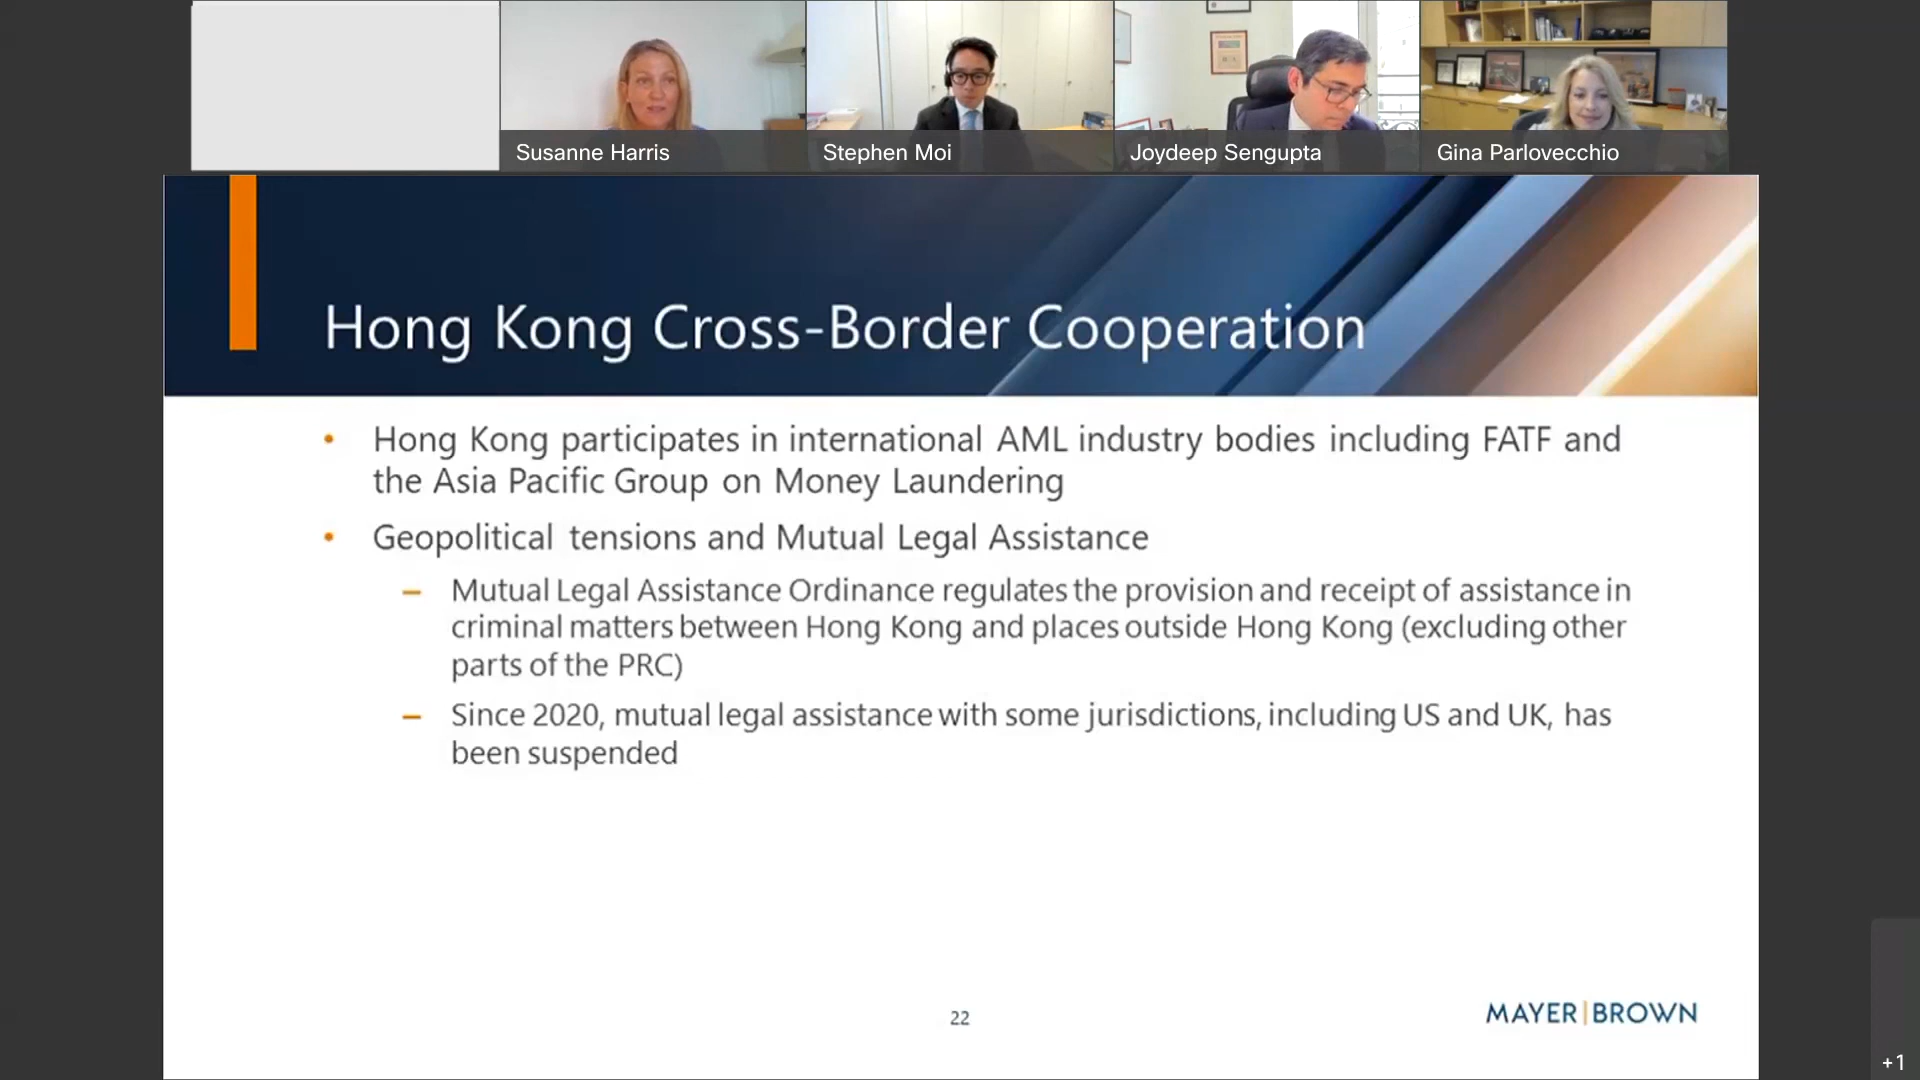 Susanne Harris
Stephen Moi
Joydeep Sengupta
Gina Parlovecchio
Hong Kong Cross-Border Cooperation
• Hong Kong participates in international AML industry bodies including FATF and
the Asia Pacific Group on Money Laundering
• Geopolitical tensions and Mutual Legal Assistance
– Mutual Legal Assistance Ordinance regulates the provision and receipt of assistance in
criminal matters between Hong Kong and places outside Hong Kong (excluding other
parts of the PRC)
– Since 2020, mutual legal assistance with some jurisdictions, including US and UK, has
been suspended
22
MAYER|BROWN
+1